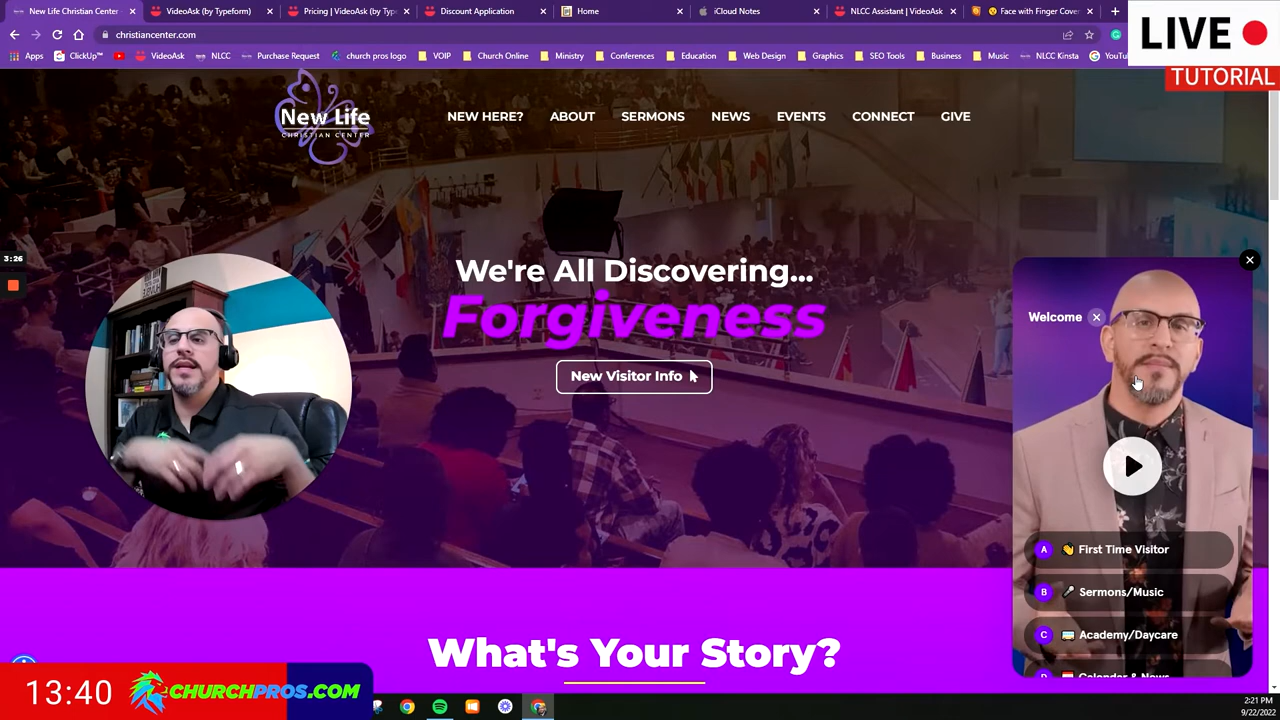 New Life Christian Center
VideoAsk (by Typeform)
Pricing | VideoAsk (by Typ
Discount Application
Home
iCloud Notes
NLCC Assistant | VideoAsk
Face with Finger Cover
LIVE
christiancenter.com
TUTORIAL
Apps
ClickUp™
VideoAsk
NLCC
Purchase Request
church pros logo
VOIP
Church Online
Ministry
Conferences
Education
Web Design
Graphics
SEO Tools
Business
Music
NLCC Kinsta
YouTu
New Life
CHRISTIAN CENTER
NEW HERE?
ABOUT
SERMONS
NEWS
EVENTS
CONNECT
GIVE
3:26
We're All Discovering...
Forgiveness
New Visitor Info
Welcome
A First Time Visitor
B Sermons/Music
C Academy/Daycare
Calendar & News
What's Your Story?
13:40
CHURCHPROS.COM
2:21 PM
9/22/2022